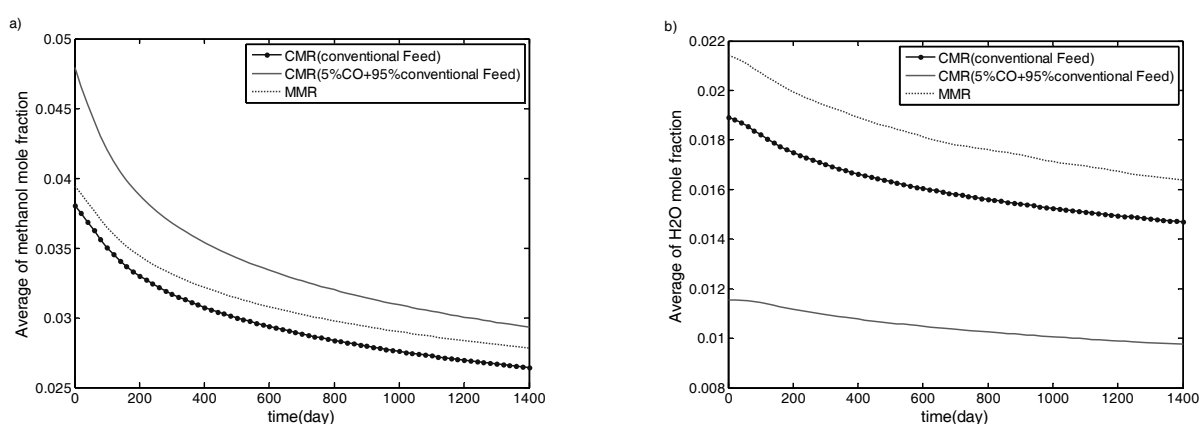 a)
Average of methanol mole fraction
0.05
0.045
0.04
0.035
0.03
0.025
0 200 400 600 800 1000 1200 1400
time(day)
CMR(conventional Feed)
CMR(5%CO+95%conventional Feed)
MMR
b)
Average of H2O mole fraction
0.022
0.02
0.018
0.016
0.014
0.012
0.01
0.008
0 200 400 600 800 1000 1200 1400
time(day)
CMR(conventional Feed)
CMR(5%CO+95%conventional Feed)
MMR